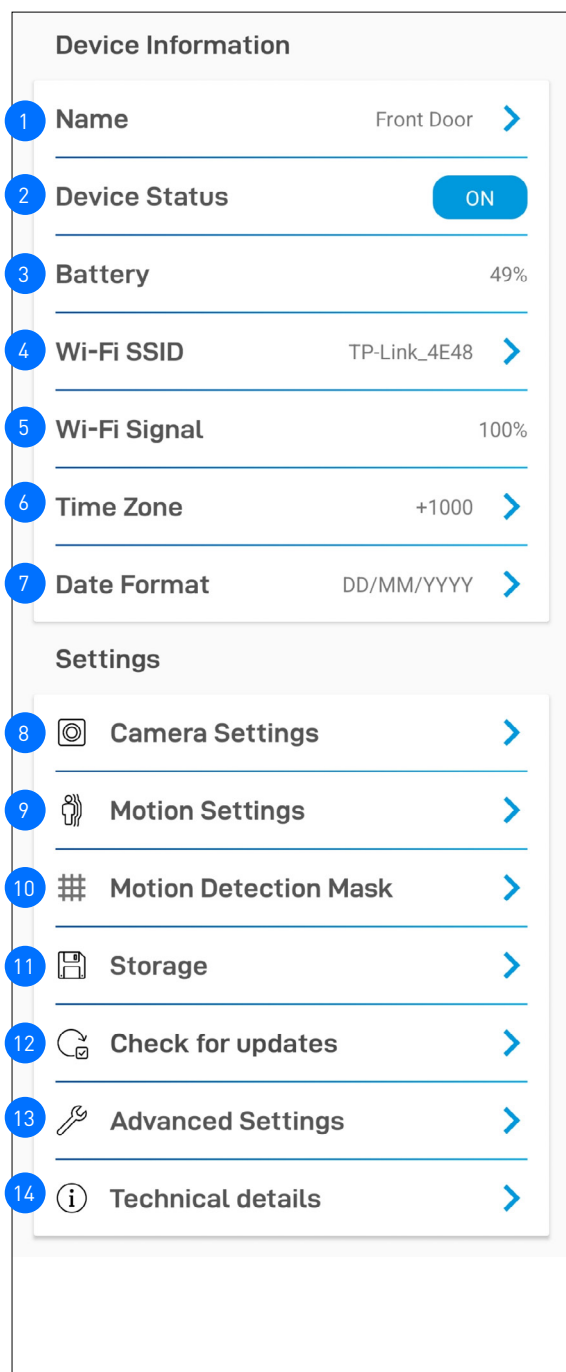 Device Information
1 Name Front Door
2 Device Status ON
3 Battery 49%
4 Wi-Fi SSID TP-Link_4E48
5 Wi-Fi Signal 100%
6 Time Zone +1000
7 Date Format DD/MM/YYYY
Settings
8 Camera Settings
9 Motion Settings
10 Motion Detection Mask
11 Storage
12 Check for updates
13 Advanced Settings
14 Technical details